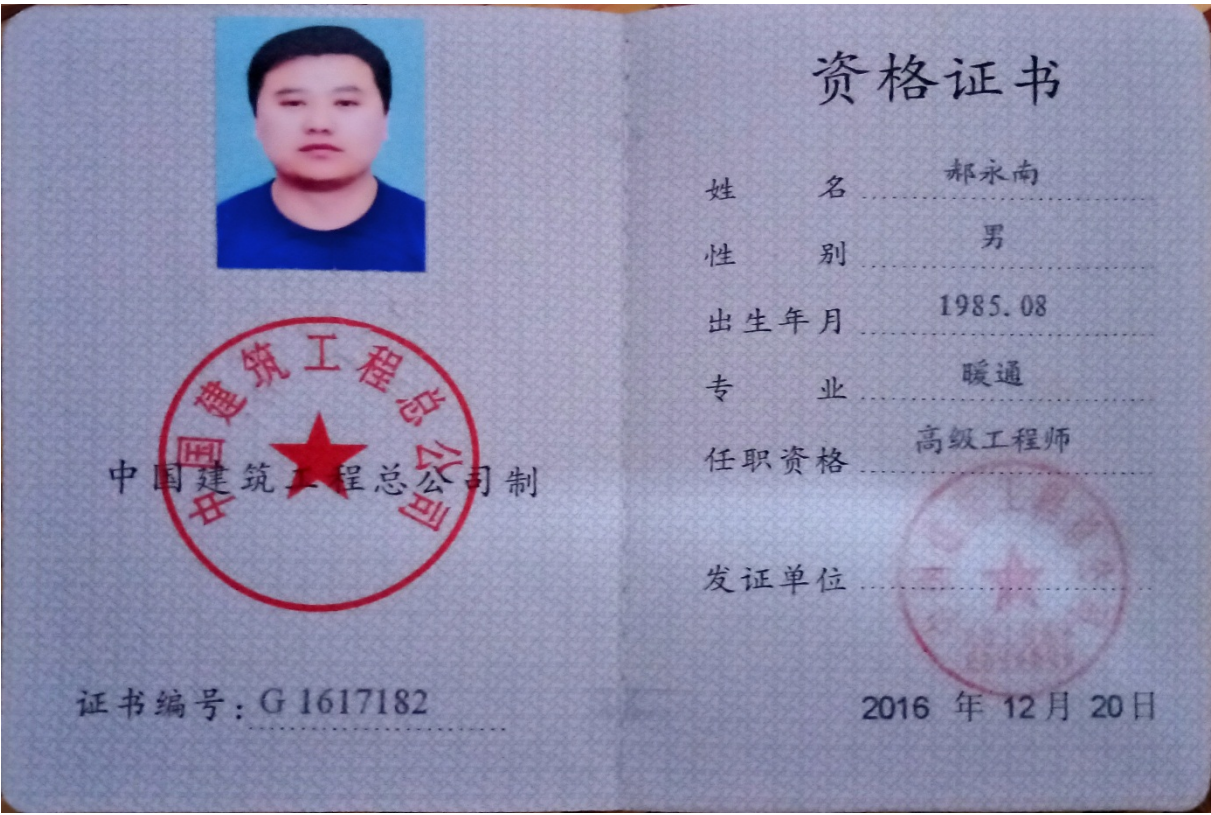 中国建筑工程总公司
中国建筑工程总公司制
证书编号：G 1617182
资格证书
姓 名 郝永南
性 别 男
出生年月 1985.08
专 业 暖通
任职资格 高级工程师
发证单位
2016 年 12月 20日